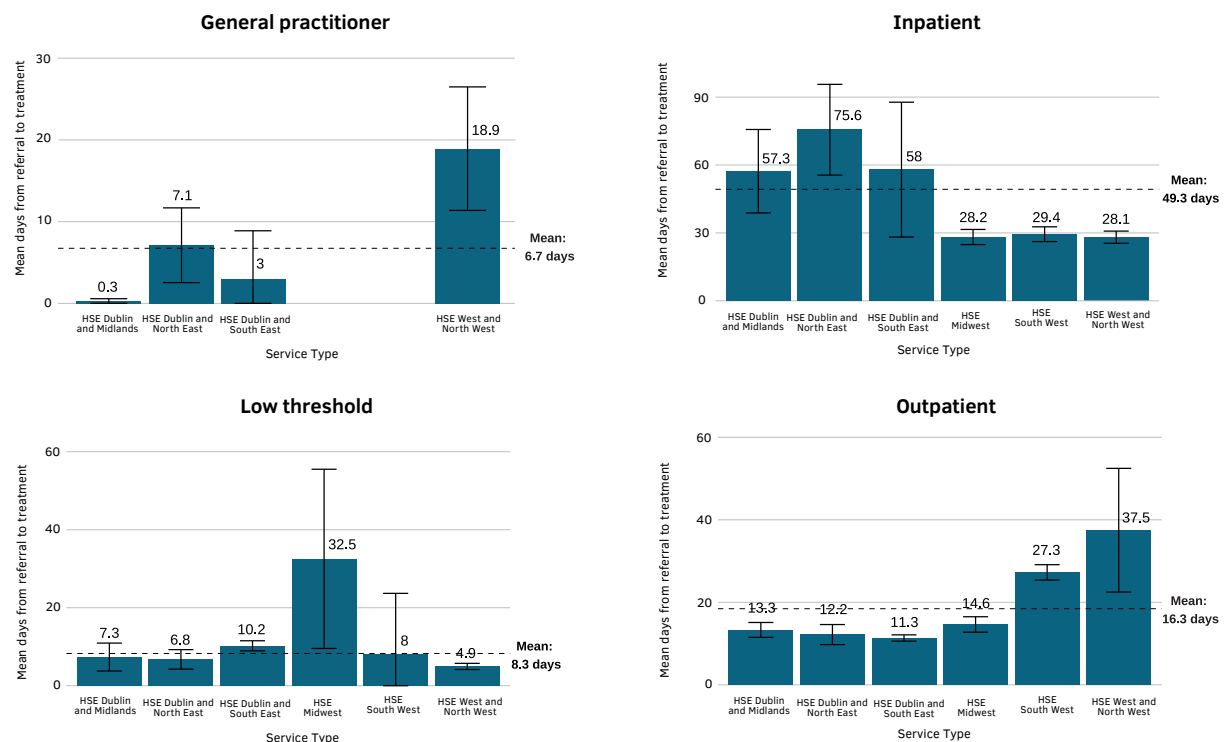 General practitioner
Mean days from referral to treatment
30
20
10
0
0.3
7.1
3
18.9
Mean:
6.7 days
HSE Dublin
and Midlands
HSE Dublin and
North East
HSE Dublin and
South East
HSE West and
North West
Service Type
Inpatient
Mean days from referral to treatment
90
60
30
0
57.3
75.6
58
28.2
29.4
28.1
Mean:
49.3 days
HSE Dublin
and Midlands
HSE Dublin and
North East
HSE Dublin and
South East
HSE
Midwest
HSE
South West
HSE West and
North West
Service Type
Low threshold
Mean days from referral to treatment
60
40
20
0
7.3
6.8
10.2
32.5
8
4.9
Mean:
8.3 days
HSE Dublin
and Midlands
HSE Dublin and
North East
HSE Dublin and
South East
HSE
Midwest
HSE
South West
HSE West and
North West
Service Type
Outpatient
Mean days from referral to treatment
60
40
20
0
13.3
12.2
11.3
14.6
27.3
37.5
Mean:
16.3 days
HSE Dublin
and Midlands
HSE Dublin and
North East
HSE Dublin and
South East
HSE
Midwest
HSE
South West
HSE West and
North West
Service Type